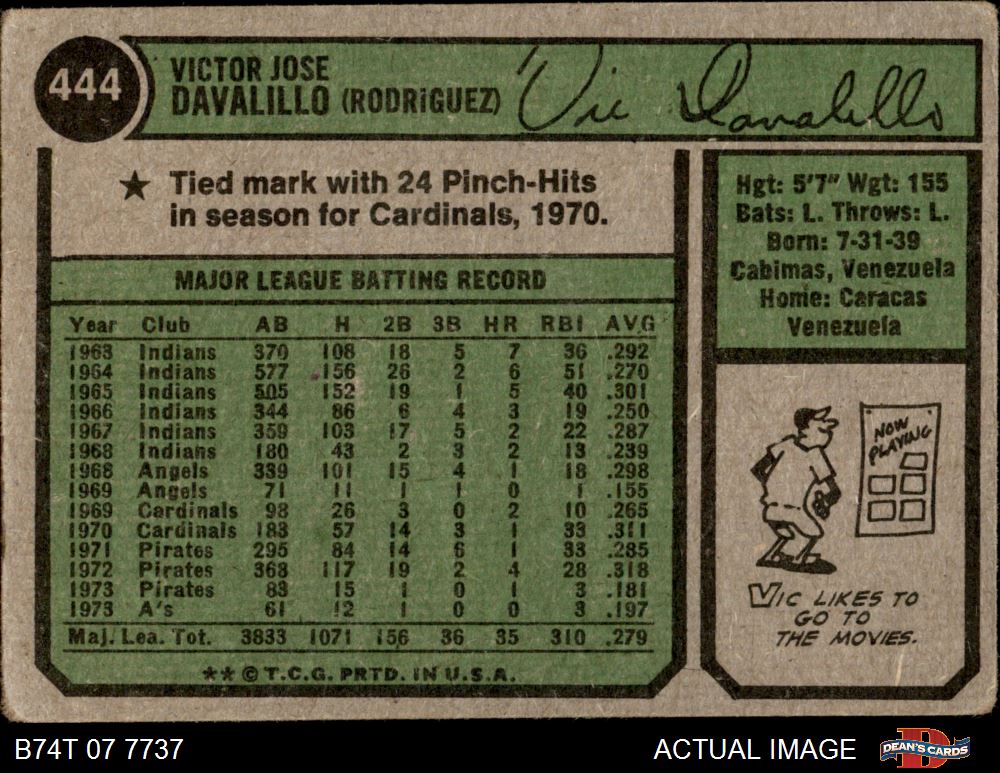 444
VICTOR JOSE
DAVALILLO (RODRIGUEZ)
Vic Davalillo
★ Tied mark with 24 Pinch-Hits
in season for Cardinals, 1970.
MAJOR LEAGUE BATTING RECORD
Year Club AB H 2B 3B HR RBI AVG
1963 Indians 370 108 18 5 7 36 .292
1964 Indians 577 156 26 2 6 51 .270
1965 Indians 505 152 19 1 5 40 .301
1966 Indians 344 86 6 4 3 19 .250
1967 Indians 359 103 17 5 2 22 .287
1968 Indians 180 43 2 3 2 13 .239
1968 Angels 339 101 15 4 1 18 .298
1969 Angels 71 11 1 1 0 1 .155
1969 Cardinals 98 26 3 0 2 10 .265
1970 Cardinals 183 57 14 3 1 33 .311
1971 Pirates 295 84 14 6 1 33 .285
1972 Pirates 368 117 19 2 4 28 .318
1973 Pirates 83 15 1 0 1 3 .181
1973 A's 61 12 1 0 0 3 .197
Maj. Lea. Tot. 3833 1071 156 36 35 310 .279
** © T.C.G. PRTD. IN U.S.A.
Hgt: 5'7" Wgt: 155
Bats: L. Throws: L.
Born: 7-31-39
Cabimas, Venezuela
Home: Caracas
Venezuela
NOW
PLAYING
VIC LIKES TO
GO TO
THE MOVIES.
B74T 07 7737
ACTUAL IMAGE
DEAN'S CARDS